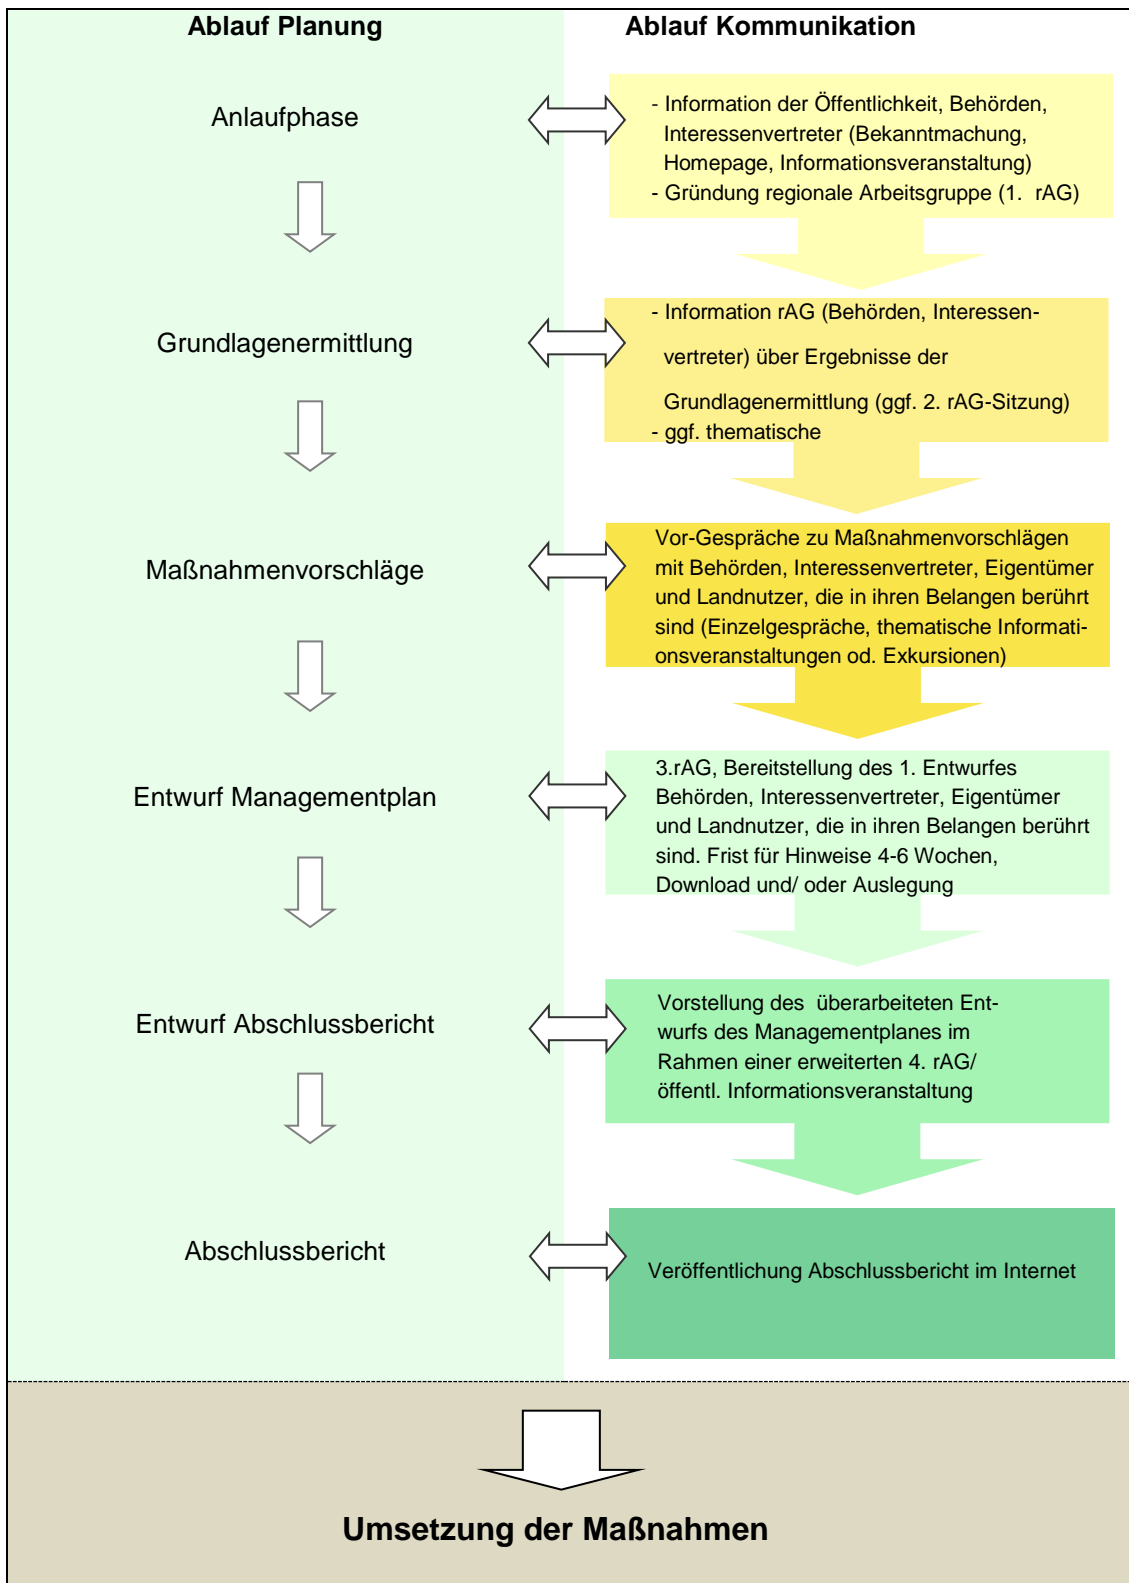 Ablauf Planung
Ablauf Kommunikation
Anlaufphase
- Information der Öffentlichkeit, Behörden,
Interessenvertreter (Bekanntmachung,
Homepage, Informationsveranstaltung)
- Gründung regionale Arbeitsgruppe (1. rAG)
Grundlagenermittlung
- Information rAG (Behörden, Interessen-
vertreter) über Ergebnisse der
Grundlagenermittlung (ggf. 2. rAG-Sitzung)
- ggf. thematische
Maßnahmenvorschläge
Vor-Gespräche zu Maßnahmenvorschlägen
mit Behörden, Interessenvertreter, Eigentümer
und Landnutzer, die in ihren Belangen berührt
sind (Einzelgespräche, thematische Informati-
onsveranstaltungen od. Exkursionen)
Entwurf Managementplan
3.rAG, Bereitstellung des 1. Entwurfes
Behörden, Interessenvertreter, Eigentümer
und Landnutzer, die in ihren Belangen berührt
sind. Frist für Hinweise 4-6 Wochen,
Download und/ oder Auslegung
Entwurf Abschlussbericht
Vorstellung des überarbeiteten Ent-
wurfs des Managementplanes im
Rahmen einer erweiterten 4. rAG/
öffentl. Informationsveranstaltung
Abschlussbericht
Veröffentlichung Abschlussbericht im Internet
Umsetzung der Maßnahmen